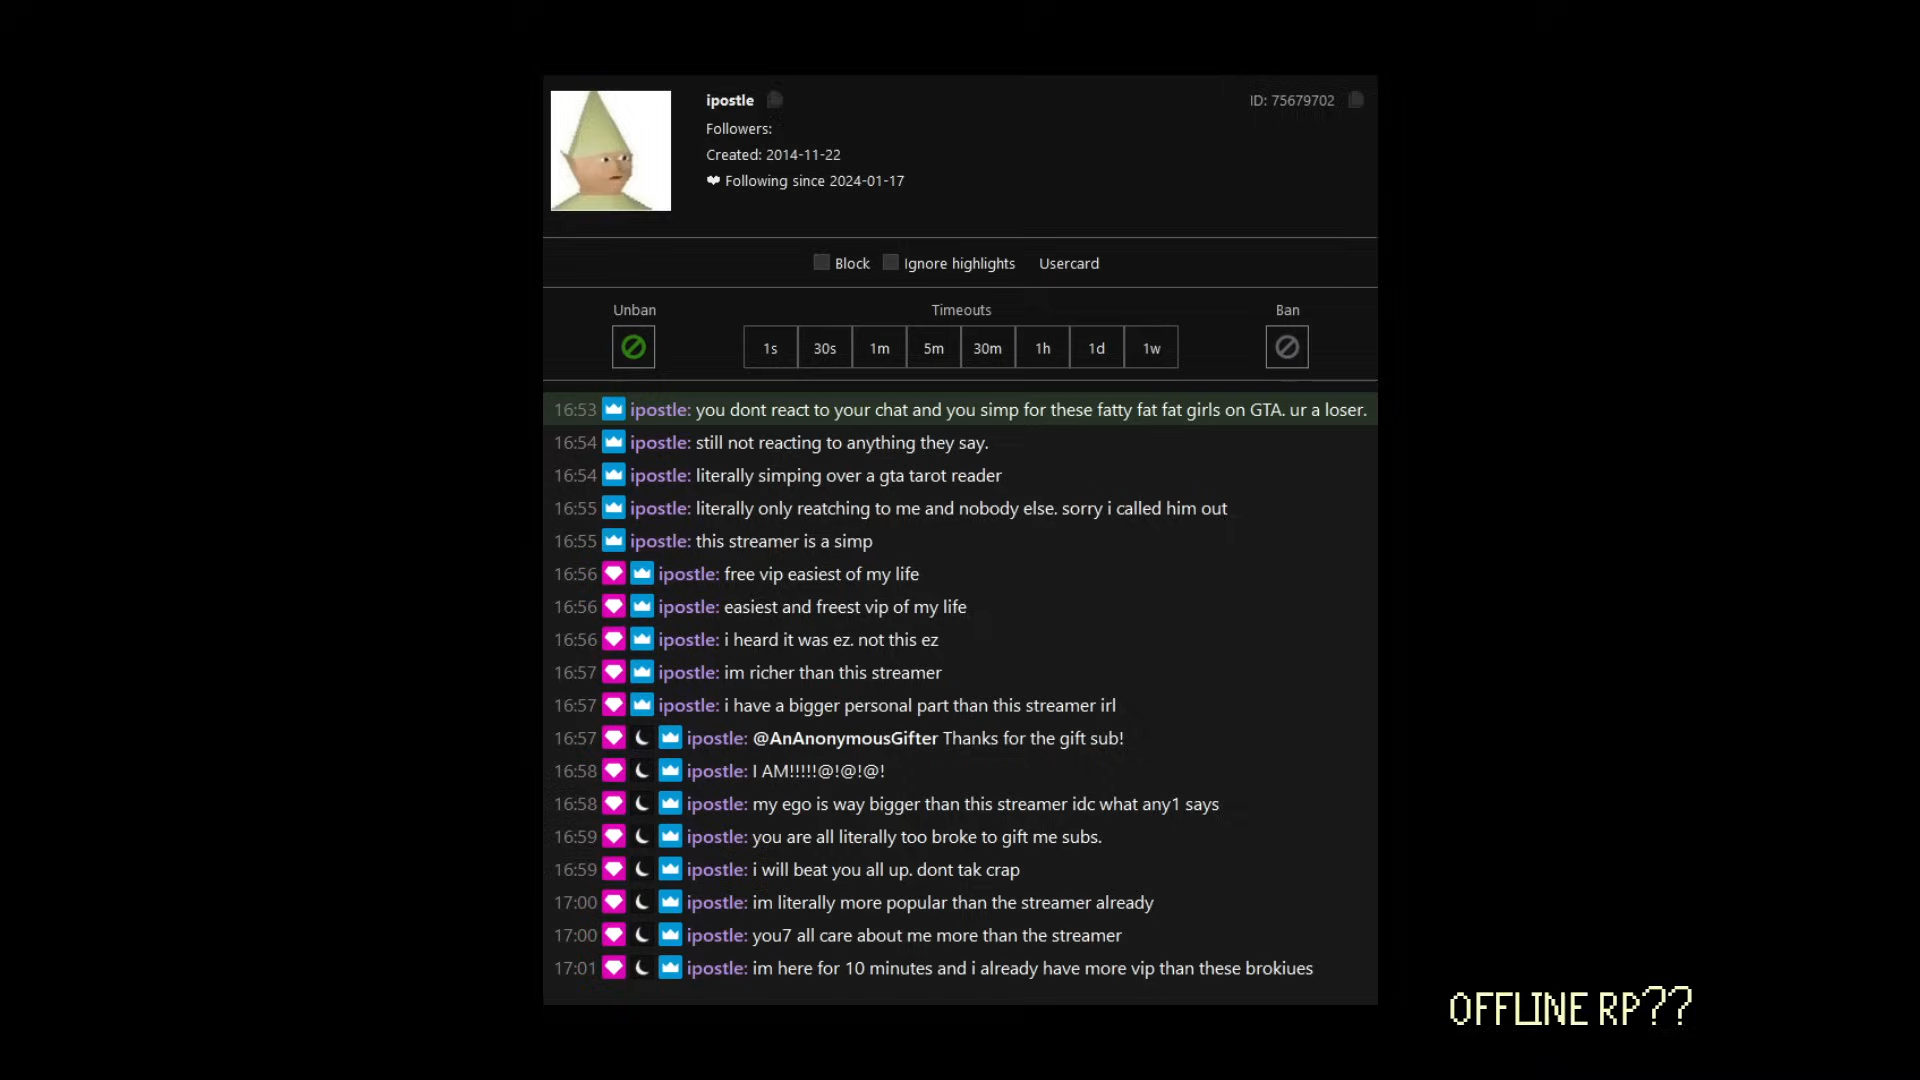 ipostle
ID: 75679702
Followers:
Created: 2014-11-22
❤ Following since 2024-01-17
Block Ignore highlights Usercard
Unban Timeouts Ban
1s 30s 1m 5m 30m 1h 1d 1w
16:53 ipostle: you dont react to your chat and you simp for these fatty fat fat girls on GTA. ur a loser.
16:54 ipostle: still not reacting to anything they say.
16:54 ipostle: literally simping over a gta tarot reader
16:55 ipostle: literally only reatching to me and nobody else. sorry i called him out
16:55 ipostle: this streamer is a simp
16:56 ipostle: free vip easiest of my life
16:56 ipostle: easiest and freest vip of my life
16:56 ipostle: i heard it was ez. not this ez
16:57 ipostle: im richer than this streamer
16:57 ipostle: i have a bigger personal part than this streamer irl
16:57 ipostle: @AnAnonymousGifter Thanks for the gift sub!
16:58 ipostle: I AM!!!!!@!@!@!
16:58 ipostle: my ego is way bigger than this streamer idc what any1 says
16:59 ipostle: you are all literally too broke to gift me subs.
16:59 ipostle: i will beat you all up. dont tak crap
17:00 ipostle: im literally more popular than the streamer already
17:00 ipostle: you7 all care about me more than the streamer
17:01 ipostle: im here for 10 minutes and i already have more vip than these brokiues
OFFLINE RP??